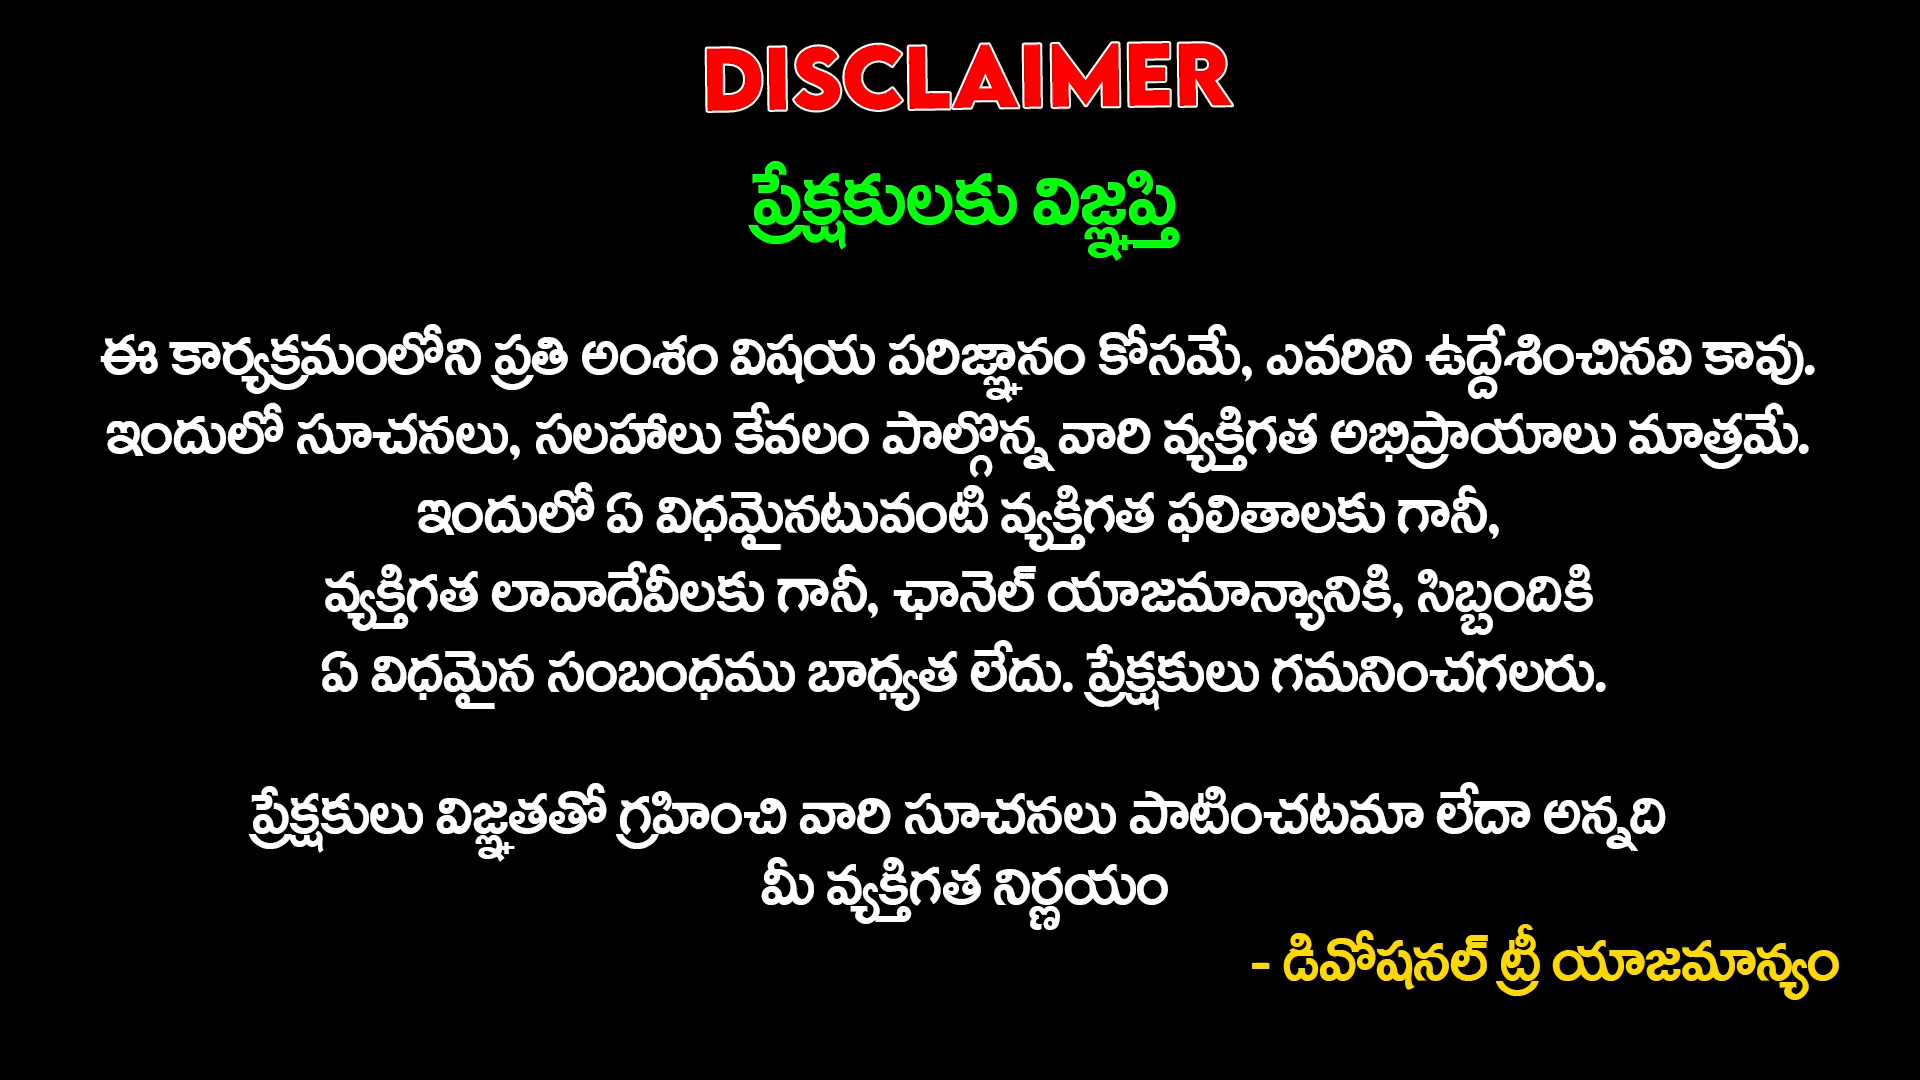 DISCLAIMER
ప్రేక్షకులకు విజ్ఞప్తి
ఈ కార్యక్రమంలోని ప్రతి అంశం విషయ పరిజ్ఞానం కోసమే, ఎవరిని ఉద్దేశించినవి కావు.
ఇందులో సూచనలు, సలహాలు కేవలం పాల్గొన్న వారి వ్యక్తిగత అభిప్రాయాలు మాత్రమే.
ఇందులో ఏ విధమైనటువంటి వ్యక్తిగత ఫలితాలకు గానీ,
వ్యక్తిగత లావాదేవీలకు గానీ, ఛానెల్ యాజమాన్యానికి, సిబ్బందికి
ఏ విధమైన సంబంధము బాధ్యత లేదు. ప్రేక్షకులు గమనించగలరు.
ప్రేక్షకులు విజ్ఞతతో గ్రహించి వారి సూచనలు పాటించటమా లేదా అన్నది
మీ వ్యక్తిగత నిర్ణయం
- డివోషనల్ ట్రీ యాజమాన్యం